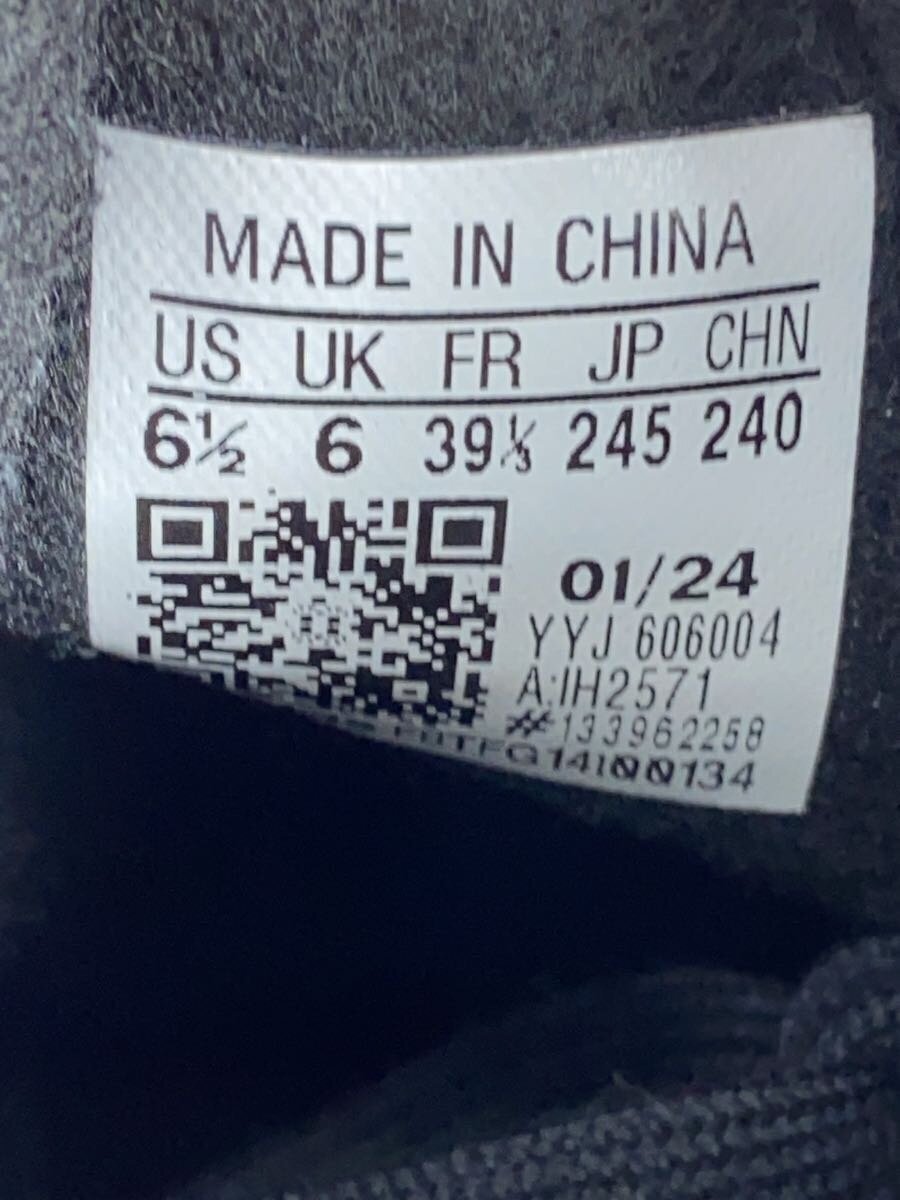 MADE IN CHINA
US UK FR JP CHN
6½ 6 39⅓ 245 240
01/24
YYJ 606004
A:IH2571
#133962258
G14I00134